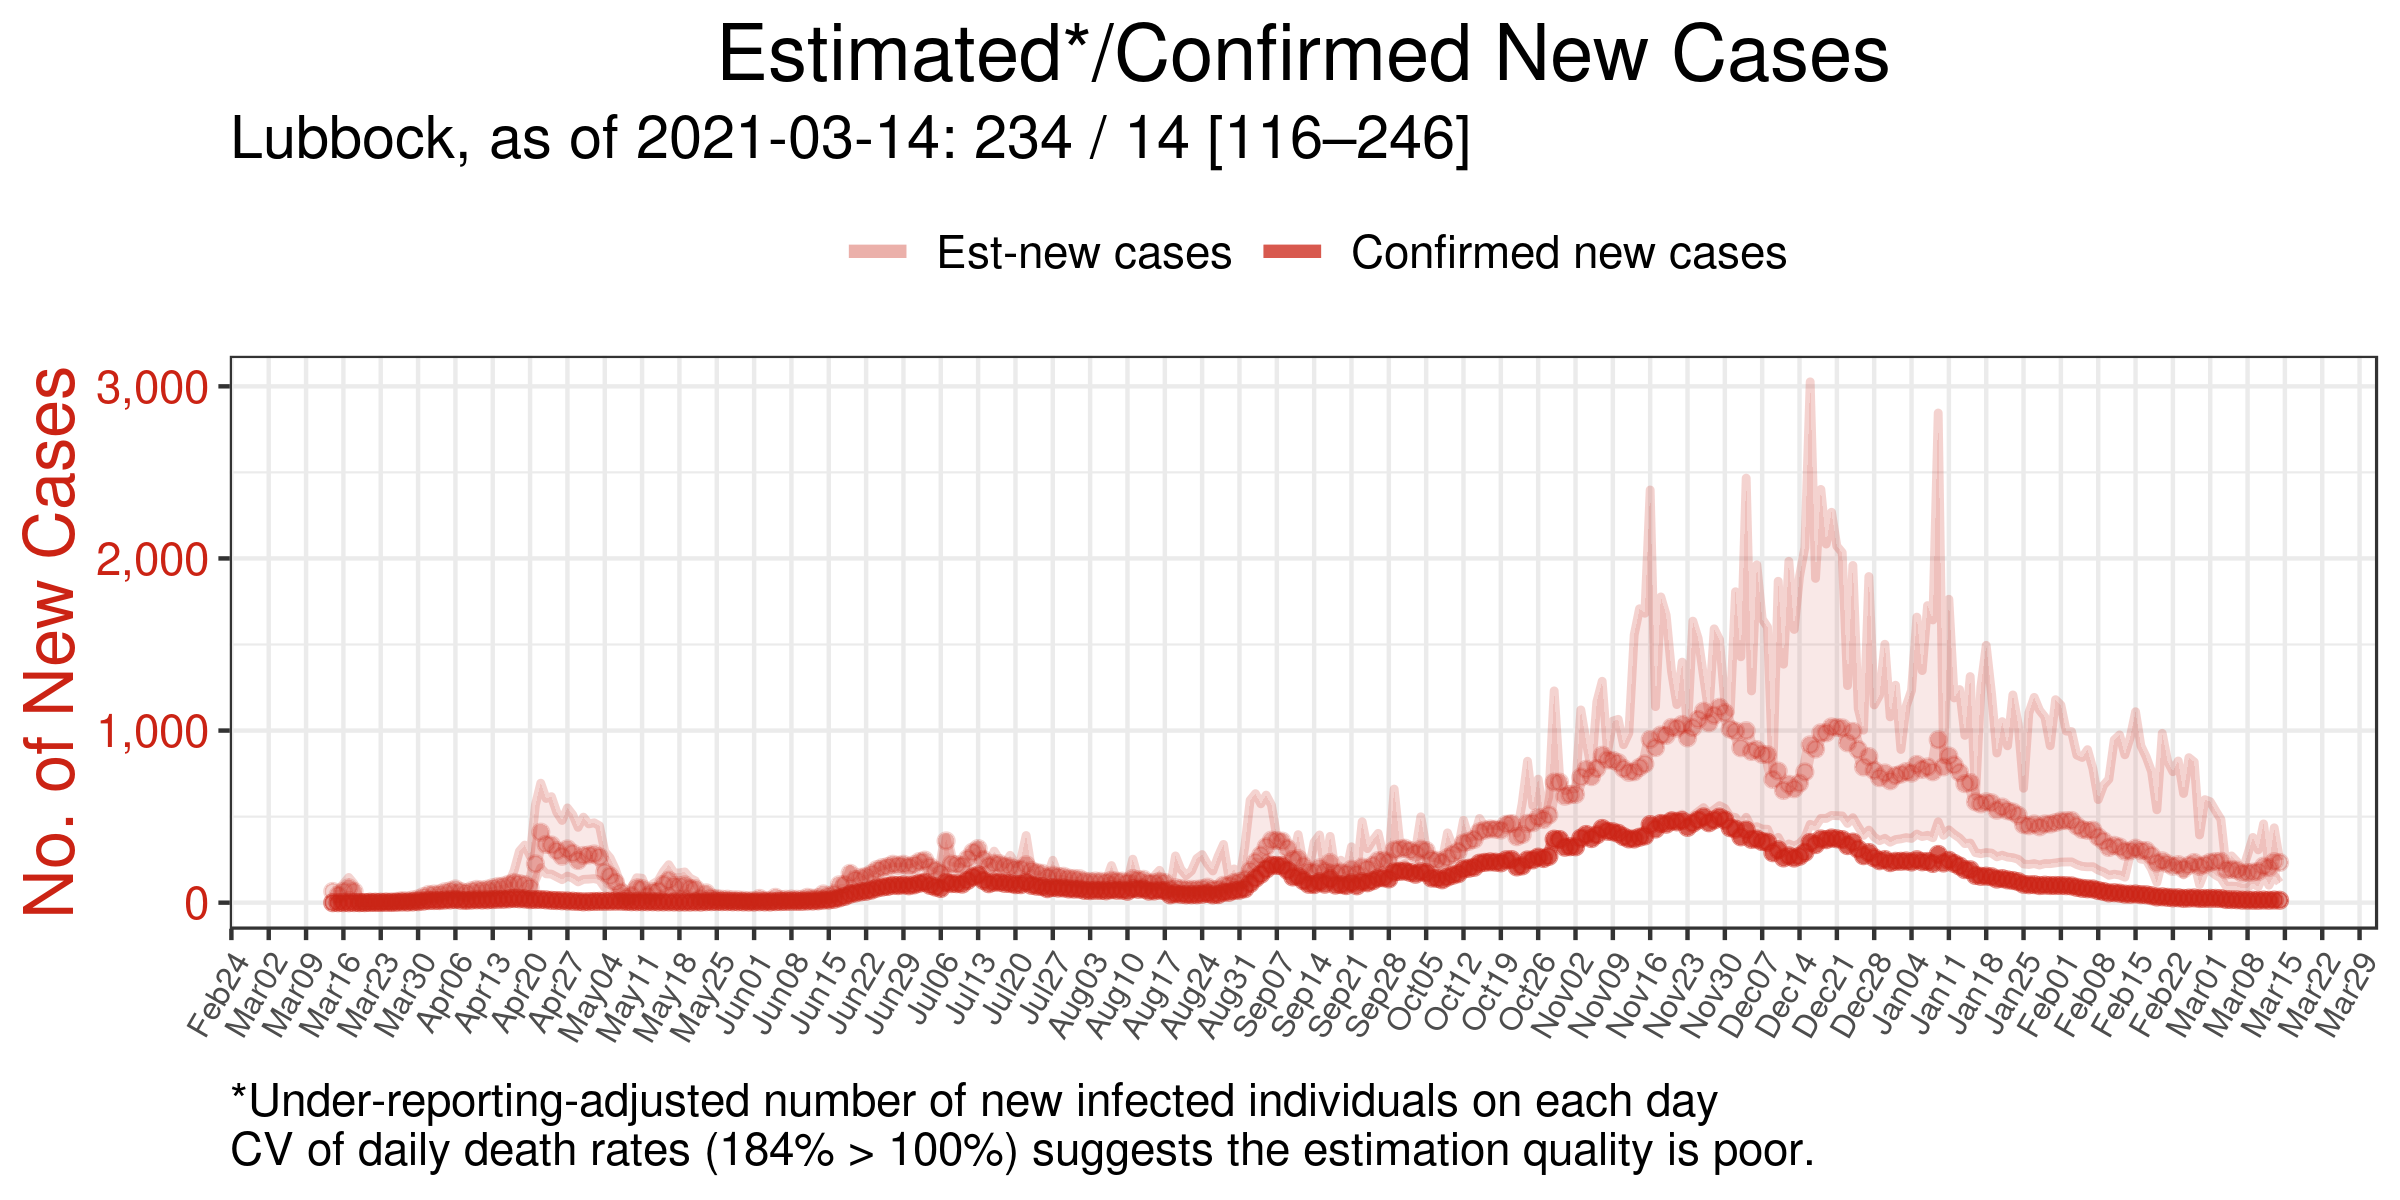 Estimated*/Confirmed New Cases
Lubbock, as of 2021-03-14: 234 / 14 [116–246]
Est-new cases
Confirmed new cases
No. of New Cases
3,000
2,000
1,000
0
Feb24
Mar02
Mar09
Mar16
Mar23
Mar30
Apr06
Apr13
Apr20
Apr27
May04
May11
May18
May25
Jun01
Jun08
Jun15
Jun22
Jun29
Jul06
Jul13
Jul20
Jul27
Aug03
Aug10
Aug17
Aug24
Aug31
Sep07
Sep14
Sep21
Sep28
Oct05
Oct12
Oct19
Oct26
Nov02
Nov09
Nov16
Nov23
Nov30
Dec07
Dec14
Dec21
Dec28
Jan04
Jan11
Jan18
Jan25
Feb01
Feb08
Feb15
Feb22
Mar01
Mar08
Mar15
Mar22
Mar29
*Under-reporting-adjusted number of new infected individuals on each day
CV of daily death rates (184% > 100%) suggests the estimation quality is poor.